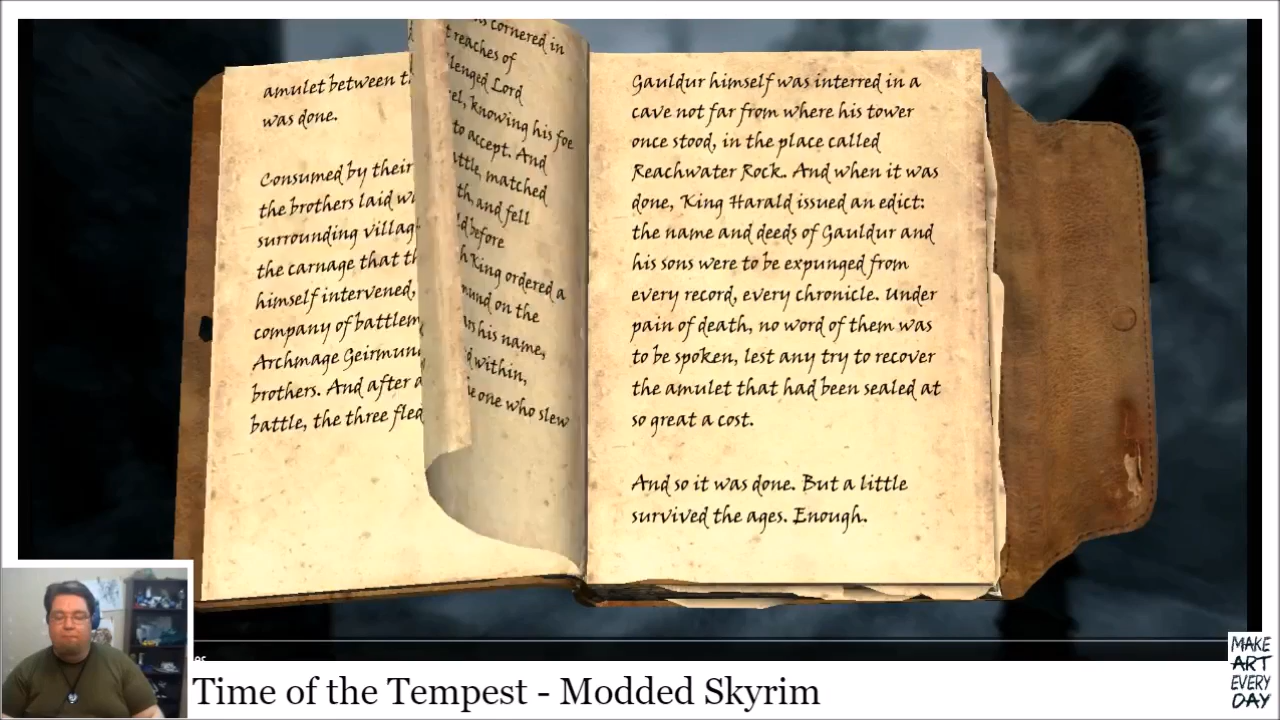 amulet between
was done.
Consumed by their
the brothers laid
surrounding
the carnage that
himself intervened,
company of
Archmage
brothers. And after a
battle, the three fled
cornered in
reaches of
Lord
knowing his foe
to accept. And
matched
and fell
before
King ordered a
on the
his name,
within,
one who slew
Gauldur himself was interred in a
cave not far from where his tower
once stood, in the place called
Reachwater Rock. And when it was
done, King Harald issued an edict:
the name and deeds of Gauldur and
his sons were to be expunged from
every record, every chronicle. Under
pain of death, no word of them was
to be spoken, lest any try to recover
the amulet that had been sealed at
so great a cost.
And so it was done. But a little
survived the ages. Enough.
Time of the Tempest - Modded Skyrim
MAKE
ART
EVERY
DAY